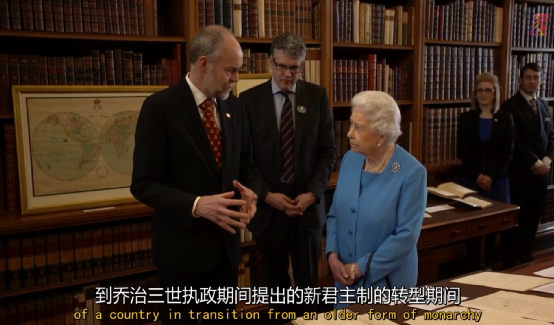 到乔治三世执政期间提出的新君主制的转型期间
of a country in transition from an older form of monarchy